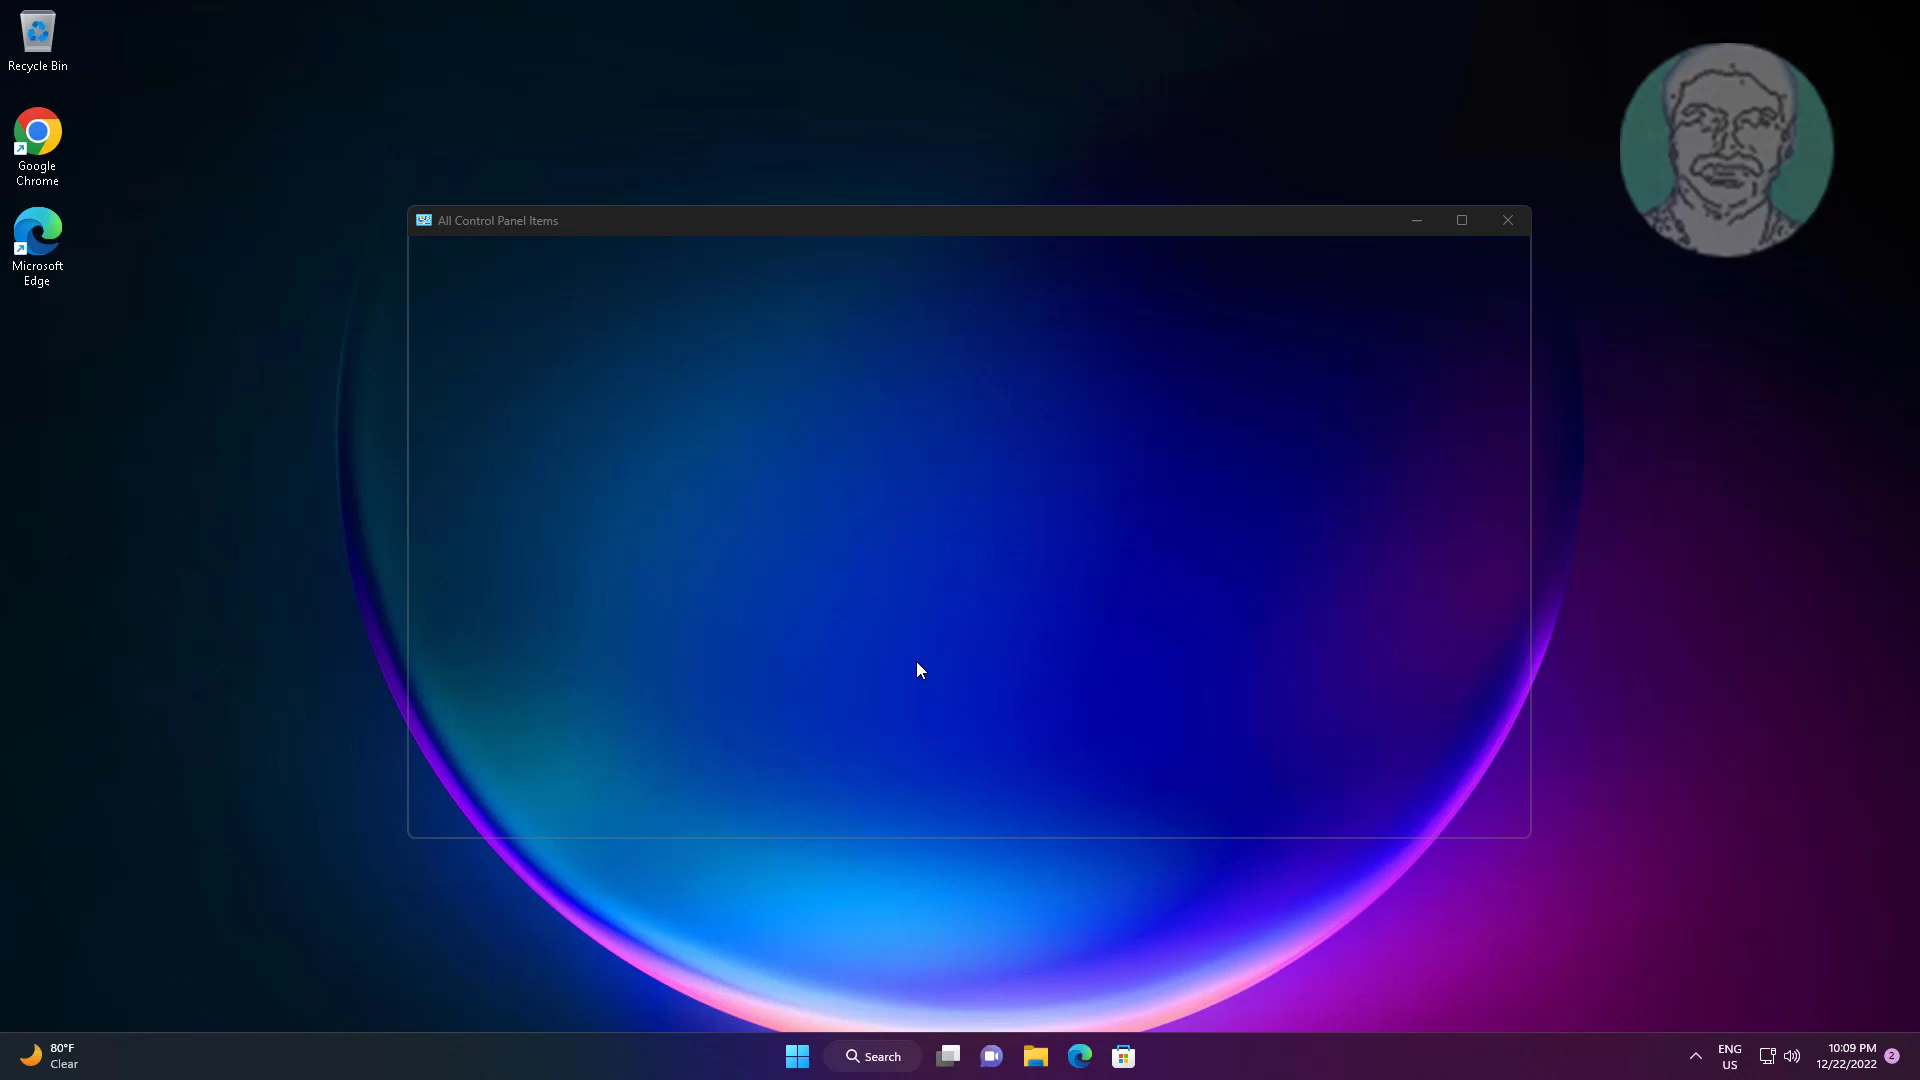 Recycle Bin
Google
Chrome
Microsoft
Edge
All Control Panel Items
80°F
Clear
Search
ENG
US
10:09 PM
12/22/2022
2